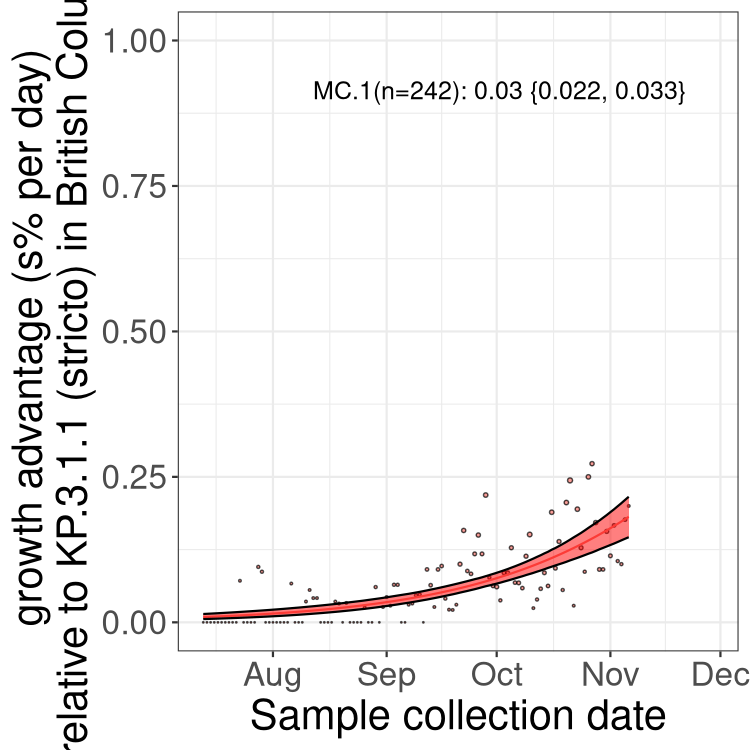 growth advantage (s% per day)
relative to KP.3.1.1 (stricto) in British Colu
1.00
0.75
0.50
0.25
0.00
MC.1(n=242): 0.03 {0.022, 0.033}
Aug Sep Oct Nov Dec
Sample collection date